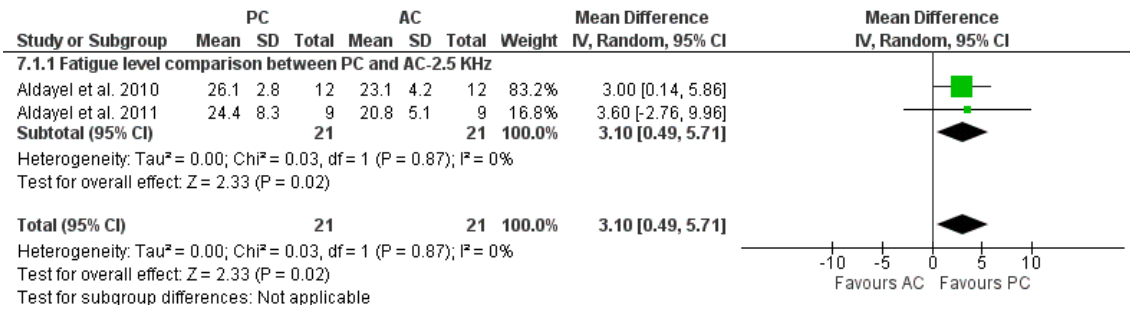 PC AC Mean Difference Mean Difference
Study or Subgroup Mean SD Total Mean SD Total Weight IV, Random, 95% CI IV, Random, 95% CI
7.1.1 Fatigue level comparison between PC and AC-2.5 KHz
Aldayel et al. 2010 26.1 2.8 12 23.1 4.2 12 83.2% 3.00 [0.14, 5.86]
Aldayel et al. 2011 24.4 8.3 9 20.8 5.1 9 16.8% 3.60 [-2.76, 9.96]
Subtotal (95% CI) 21 21 100.0% 3.10 [0.49, 5.71]
Heterogeneity: Tau² = 0.00; Chi² = 0.03, df = 1 (P = 0.87); I² = 0%
Test for overall effect: Z = 2.33 (P = 0.02)
Total (95% CI) 21 21 100.0% 3.10 [0.49, 5.71]
Heterogeneity: Tau² = 0.00; Chi² = 0.03, df = 1 (P = 0.87); I² = 0%
Test for overall effect: Z = 2.33 (P = 0.02)
Test for subgroup differences: Not applicable
-10 -5 0 5 10
Favours AC Favours PC